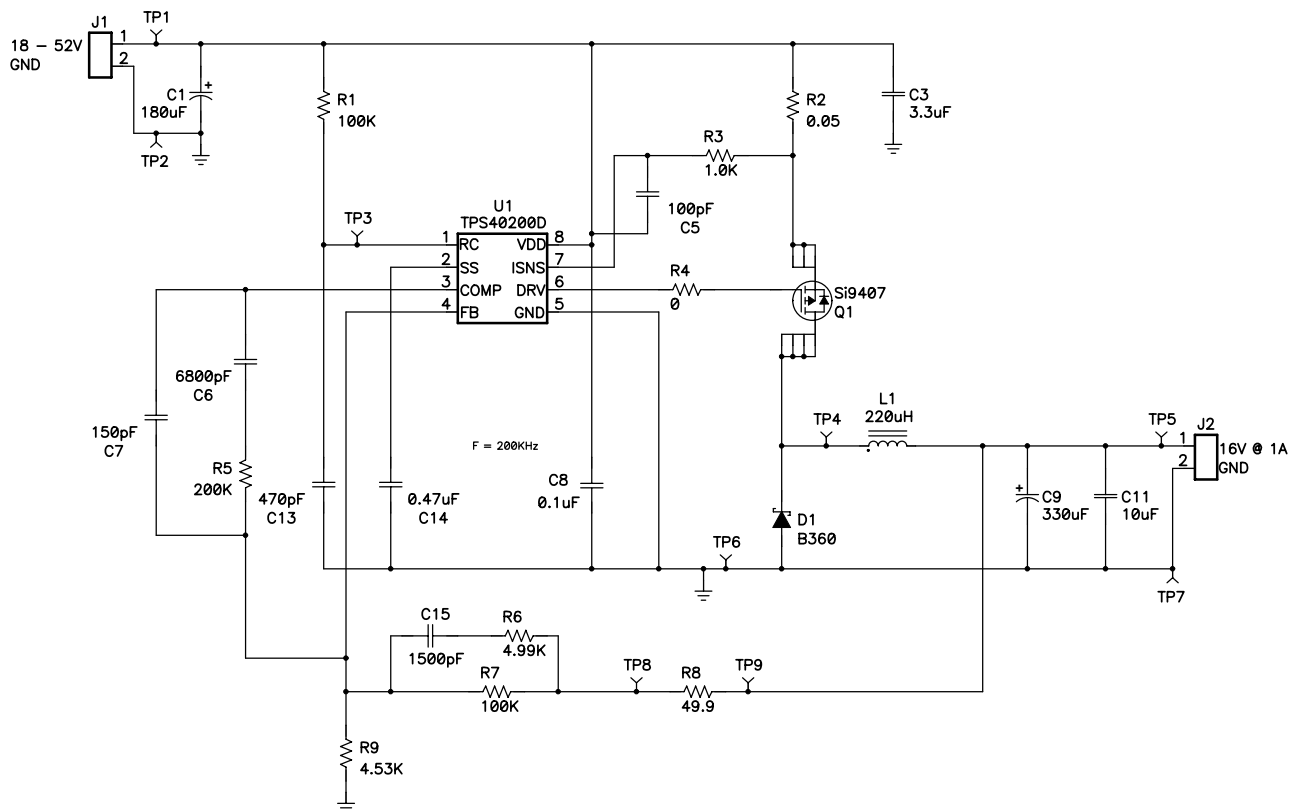 J1
TP1
18 – 52V
GND
1
2
C1
180uF
TP2
R1
100K
R2
0.05
C3
3.3uF
R3
1.0K
100pF
C5
U1
TPS40200D
TP3
1 RC VDD 8
2 SS ISNS 7
3 COMP DRV 6
4 FB GND 5
R4
0
Si9407
Q1
6800pF
C6
150pF
C7
R5
200K
470pF
C13
0.47uF
C14
F = 200KHz
C8
0.1uF
TP4
L1
220uH
TP5
J2
1
2
16V @ 1A
GND
C9
330uF
C11
10uF
D1
B360
TP6
TP7
C15
1500pF
R6
4.99K
R7
100K
TP8
R8
49.9
TP9
R9
4.53K